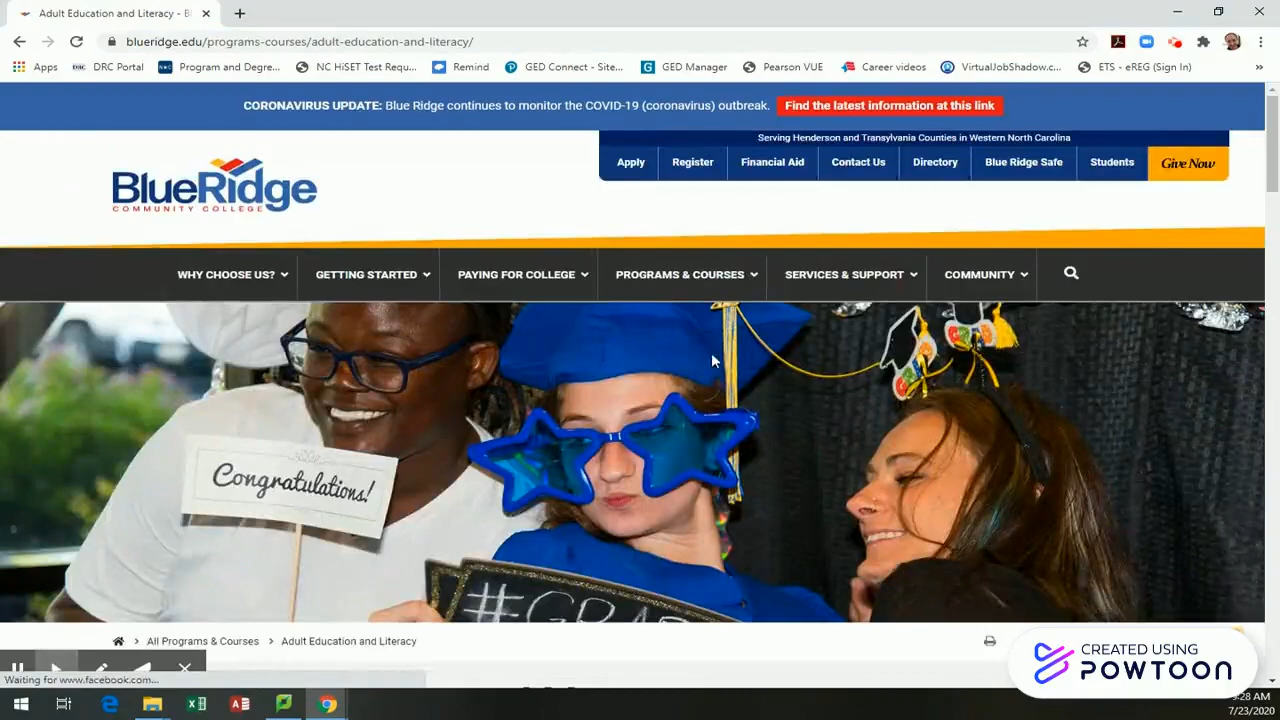 Adult Education and Literacy - Bl
blueridge.edu/programs-courses/adult-education-and-literacy/
Apps DRC Portal Program and Degre... NC HiSET Test Requ... Remind GED Connect - Site... GED Manager Pearson VUE Career videos VirtualJobShadow.c... ETS - eREG (Sign In) »
CORONAVIRUS UPDATE: Blue Ridge continues to monitor the COVID-19 (coronavirus) outbreak. Find the latest information at this link
Serving Henderson and Transylvania Counties in Western North Carolina
Apply Register Financial Aid Contact Us Directory Blue Ridge Safe Students Give Now
BlueRidge
COMMUNITY COLLEGE
WHY CHOOSE US? GETTING STARTED PAYING FOR COLLEGE PROGRAMS & COURSES SERVICES & SUPPORT COMMUNITY
Congratulations!
#GRA
All Programs & Courses > Adult Education and Literacy
CREATED USING
POWTOON
Waiting for www.facebook.com...
:28 AM
7/23/2020